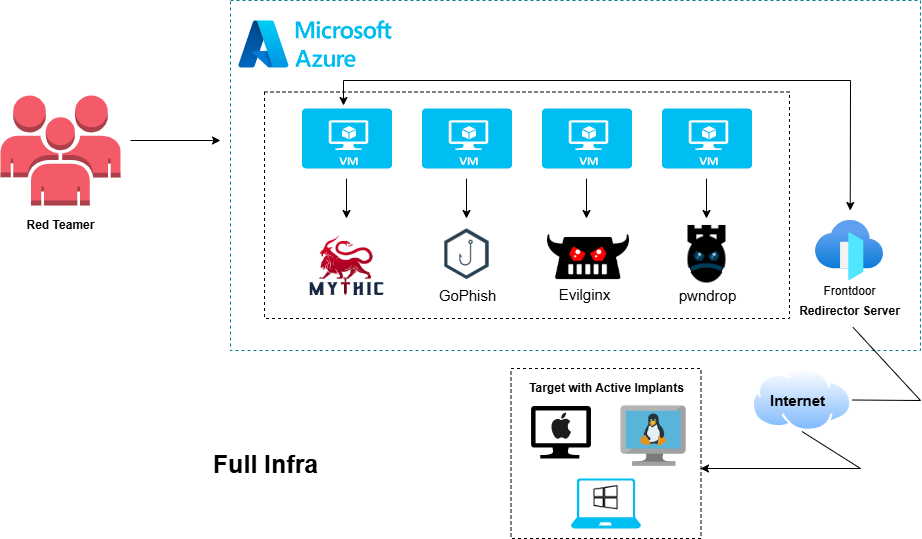 Microsoft
Azure
VM
VM
VM
VM
Red Teamer
MYTHIC
GoPhish
Evilginx
pwndrop
Frontdoor
Redirector Server
Target with Active Implants
Internet
Full Infra